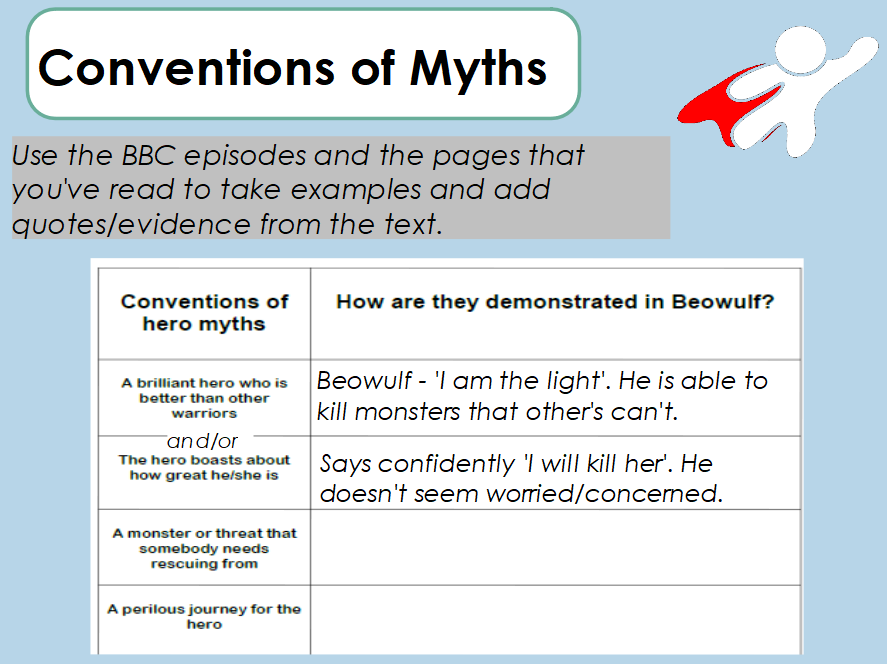 Conventions of Myths
Use the BBC episodes and the pages that
you've read to take examples and add
quotes/evidence from the text.
Conventions of
hero myths
How are they demonstrated in Beowulf?
A brilliant hero who is
better than other
warriors
Beowulf - 'I am the light'. He is able to
kill monsters that other's can't.
and/or
The hero boasts about
how great he/she is
Says confidently 'I will kill her'. He
doesn't seem worried/concerned.
A monster or threat that
somebody needs
rescuing from
A perilous journey for the
hero